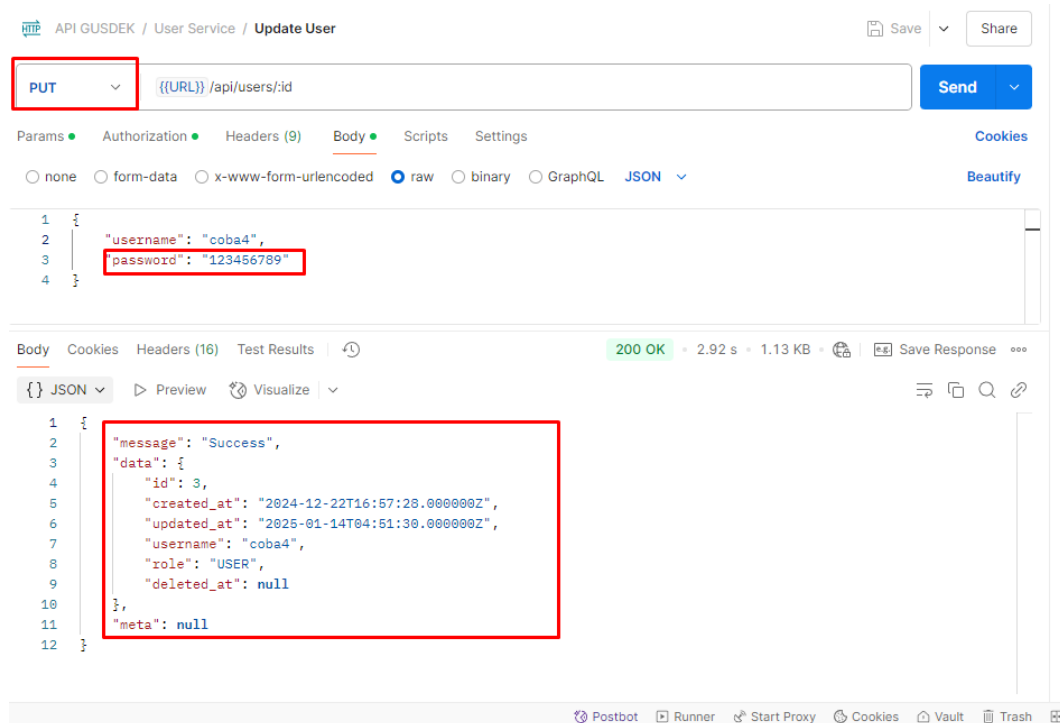 HTTP API GUSDEK / User Service / Update User Save Share
PUT {{URL}} /api/users/:id Send
Params Authorization Headers (9) Body Scripts Settings Cookies
none form-data x-www-form-urlencoded raw binary GraphQL JSON Beautify
1 {
2 "username": "coba4",
3 "password": "123456789"
4 }
Body Cookies Headers (16) Test Results 200 OK • 2.92 s • 1.13 KB • e.g. Save Response
{} JSON Preview Visualize
1 {
2 "message": "Success",
3 "data": {
4 "id": 3,
5 "created_at": "2024-12-22T16:57:28.000000Z",
6 "updated_at": "2025-01-14T04:51:30.000000Z",
7 "username": "coba4",
8 "role": "USER",
9 "deleted_at": null
10 },
11 "meta": null
12 }
Postbot Runner Start Proxy Cookies Vault Trash